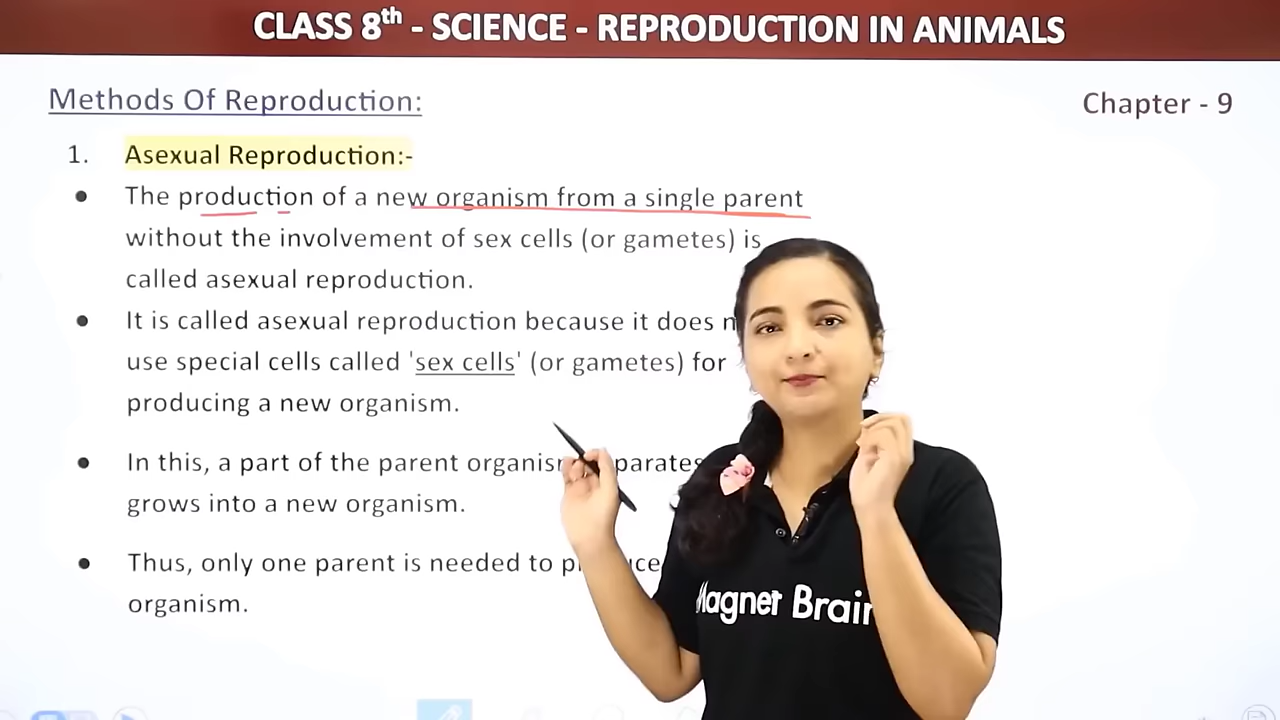 CLASS 8th - SCIENCE - REPRODUCTION IN ANIMALS
Methods Of Reproduction:
Chapter - 9
1. Asexual Reproduction:-
• The production of a new organism from a single parent
without the involvement of sex cells (or gametes) is
called asexual reproduction.
• It is called asexual reproduction because it does
use special cells called 'sex cells' (or gametes) for
producing a new organism.
• In this, a part of the parent
grows into a new organism.
• Thus, only one parent is needed to
organism.
Magnet Brain